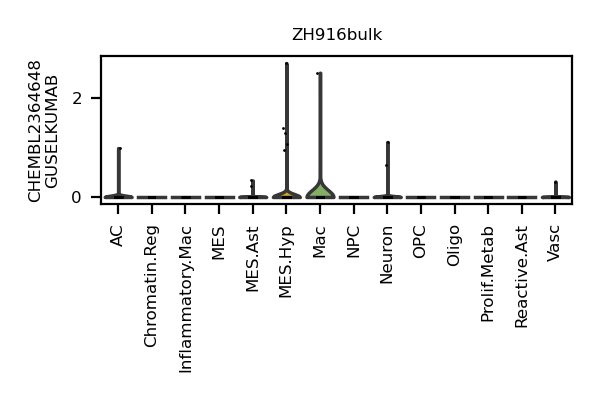 ZH916bulk
CHEMBL2364648
GUSELKUMAB
2
0
AC
Chromatin.Reg
Inflammatory.Mac
MES
MES.Ast
MES.Hyp
Mac
NPC
Neuron
OPC
Oligo
Prolif.Metab
Reactive.Ast
Vasc